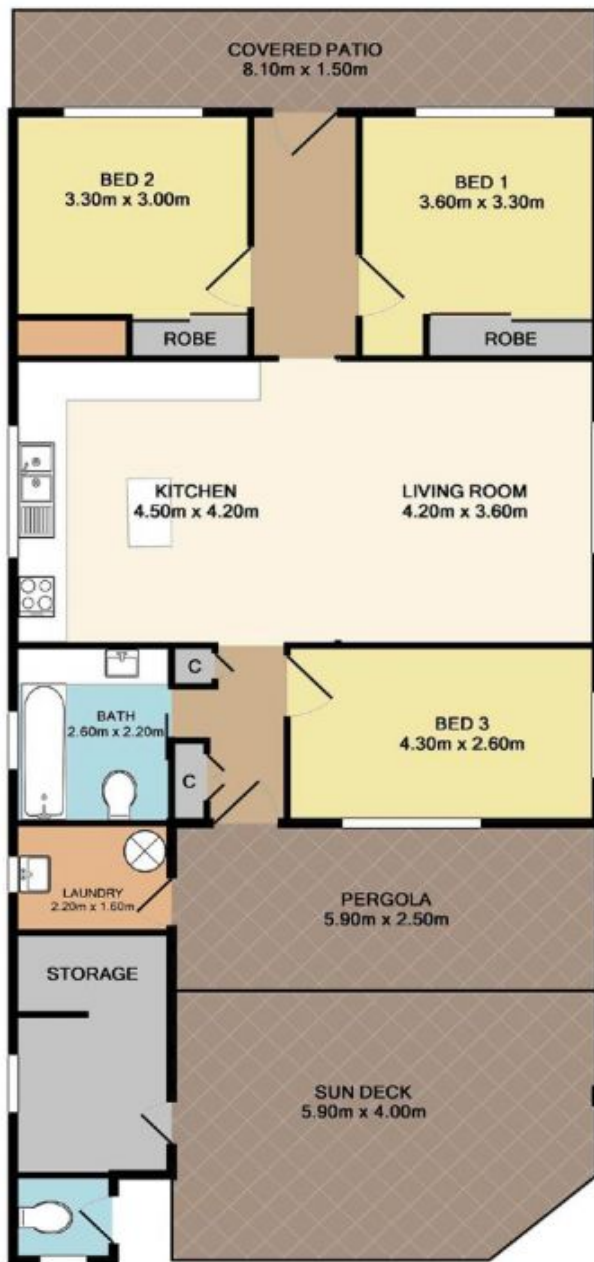 COVERED PATIO
8.10m x 1.50m
BED 2
3.30m x 3.00m
BED 1
3.60m x 3.30m
ROBE
ROBE
KITCHEN
4.50m x 4.20m
LIVING ROOM
4.20m x 3.60m
C
BATH
2.60m x 2.20m
BED 3
4.30m x 2.60m
C
LAUNDRY
2.20m x 1.60m
PERGOLA
5.90m x 2.50m
STORAGE
SUN DECK
5.90m x 4.00m